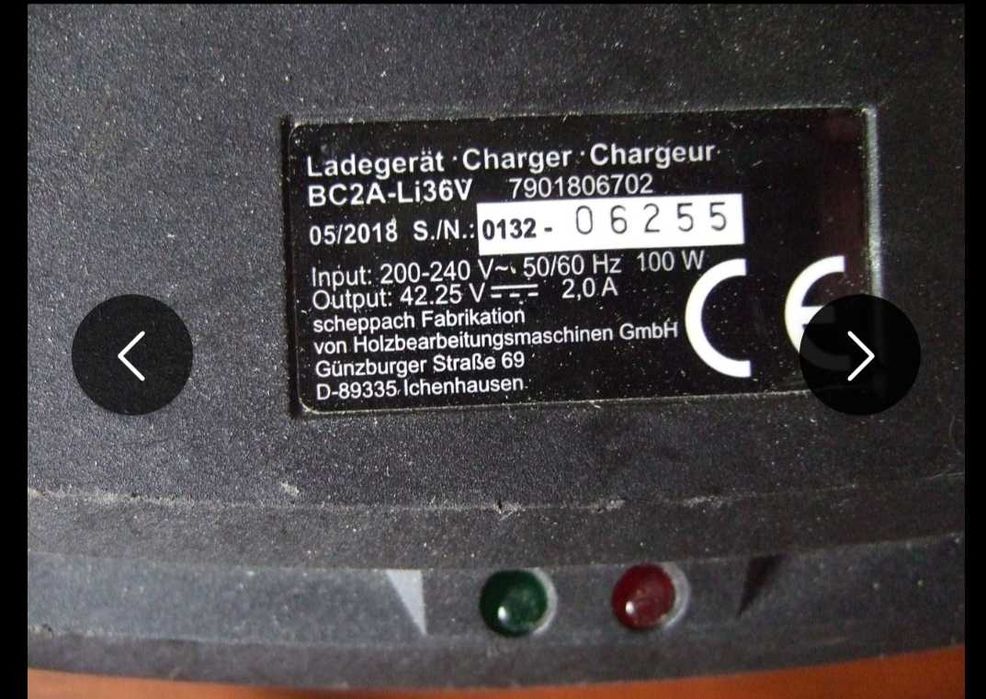 Ladegerät · Charger · Chargeur
BC2A-Li36V 7901806702
05/2018 S./N.: 0132- 06255
Input: 200-240 V~ 50/60 Hz 100 W
Output: 42.25 V⎓ 2,0 A
scheppach Fabrikation
von Holzbearbeitungsmaschinen GmbH
Günzburger Straße 69
D-89335 Ichenhausen
CE